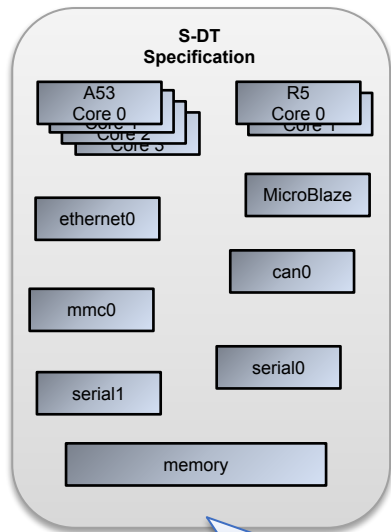 S-DT
Specification
A53
Core 0
Core 1
Core 2
Core 3
R5
Core 0
Core 1
MicroBlaze
ethernet0
can0
mmc0
serial0
serial1
memory